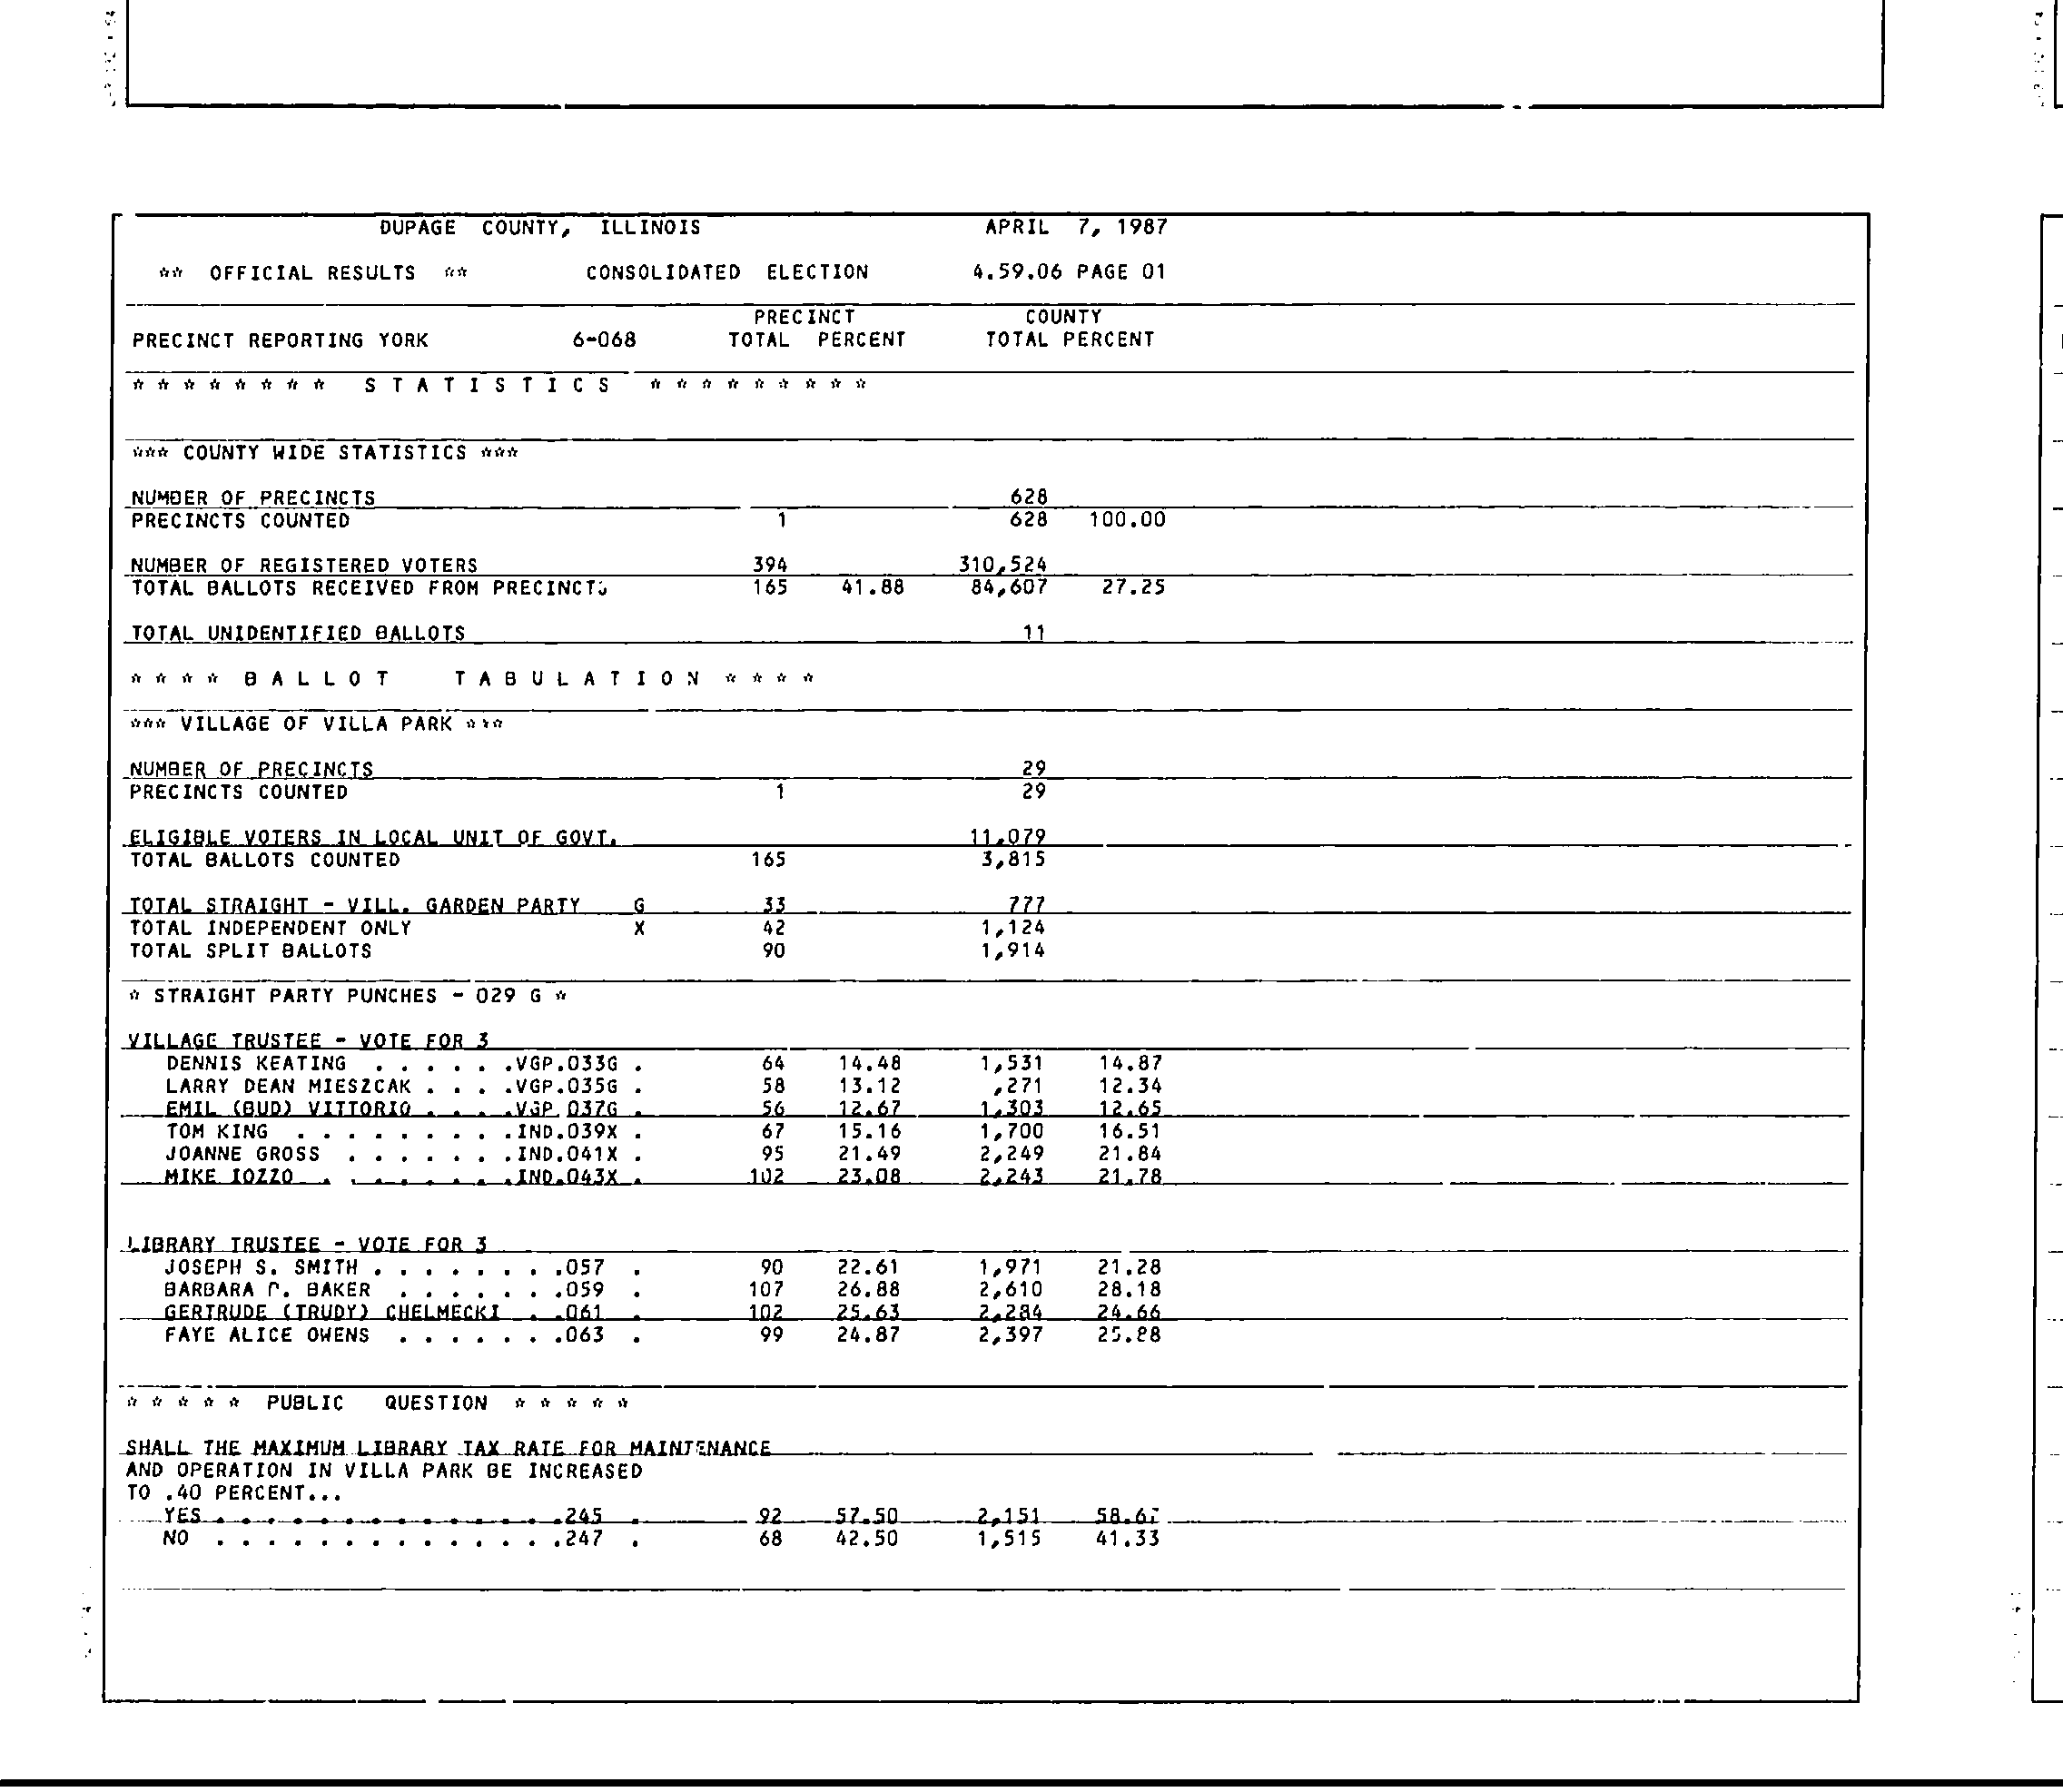 DUPAGE COUNTY, ILLINOIS APRIL 7, 1987
** OFFICIAL RESULTS ** CONSOLIDATED ELECTION 4.59.06 PAGE 01
PRECINCT COUNTY
PRECINCT REPORTING YORK 6-068 TOTAL PERCENT TOTAL PERCENT
* * * * * * * * S T A T I S T I C S * * * * * * * * *
*** COUNTY WIDE STATISTICS ***
NUMBER OF PRECINCTS 628
PRECINCTS COUNTED 1 628 100.00
NUMBER OF REGISTERED VOTERS 394 310,524
TOTAL BALLOTS RECEIVED FROM PRECINCTS 165 41.88 84,607 27.25
TOTAL UNIDENTIFIED BALLOTS 11
* * * * B A L L O T T A B U L A T I O N * * * *
*** VILLAGE OF VILLA PARK ***
NUMBER OF PRECINCTS 29
PRECINCTS COUNTED 1 29
ELIGIBLE VOTERS IN LOCAL UNIT OF GOVT. 11,079
TOTAL BALLOTS COUNTED 165 3,815
TOTAL STRAIGHT - VILL. GARDEN PARTY G 33 777
TOTAL INDEPENDENT ONLY X 42 1,124
TOTAL SPLIT BALLOTS 90 1,914
* STRAIGHT PARTY PUNCHES - 029 G *
VILLAGE TRUSTEE - VOTE FOR 3
DENNIS KEATING . . . . . .VGP.033G . 64 14.48 1,531 14.87
LARRY DEAN MIESZCAK . . . .VGP.035G . 58 13.12 ,271 12.34
EMIL (BUD) VITTORIO . . . .VGP.037G . 56 12.67 1,303 12.65
TOM KING . . . . . . . . .IND.039X . 67 15.16 1,700 16.51
JOANNE GROSS . . . . . . .IND.041X . 95 21.49 2,249 21.84
MIKE IOZZO . . . . . . . .IND.043X . 102 23.08 2,243 21.78
LIBRARY TRUSTEE - VOTE FOR 3
JOSEPH S. SMITH . . . . . . . .057 . 90 22.61 1,971 21.28
BARBARA . BAKER . . . . . . .059 . 107 26.88 2,610 28.18
GERTRUDE (TRUDY) CHELMECKI . .061 . 102 25.63 2,284 24.66
FAYE ALICE OWENS . . . . . . .063 . 99 24.87 2,397 25.88
* * * * * PUBLIC QUESTION * * * * *
SHALL THE MAXIMUM LIBRARY TAX RATE FOR MAINTENANCE
AND OPERATION IN VILLA PARK BE INCREASED
TO .40 PERCENT...
YES . . . . . . . . . . . . . .245 . 92 57.50 2,151 58.67
NO . . . . . . . . . . . . . .247 . 68 42.50 1,515 41.33